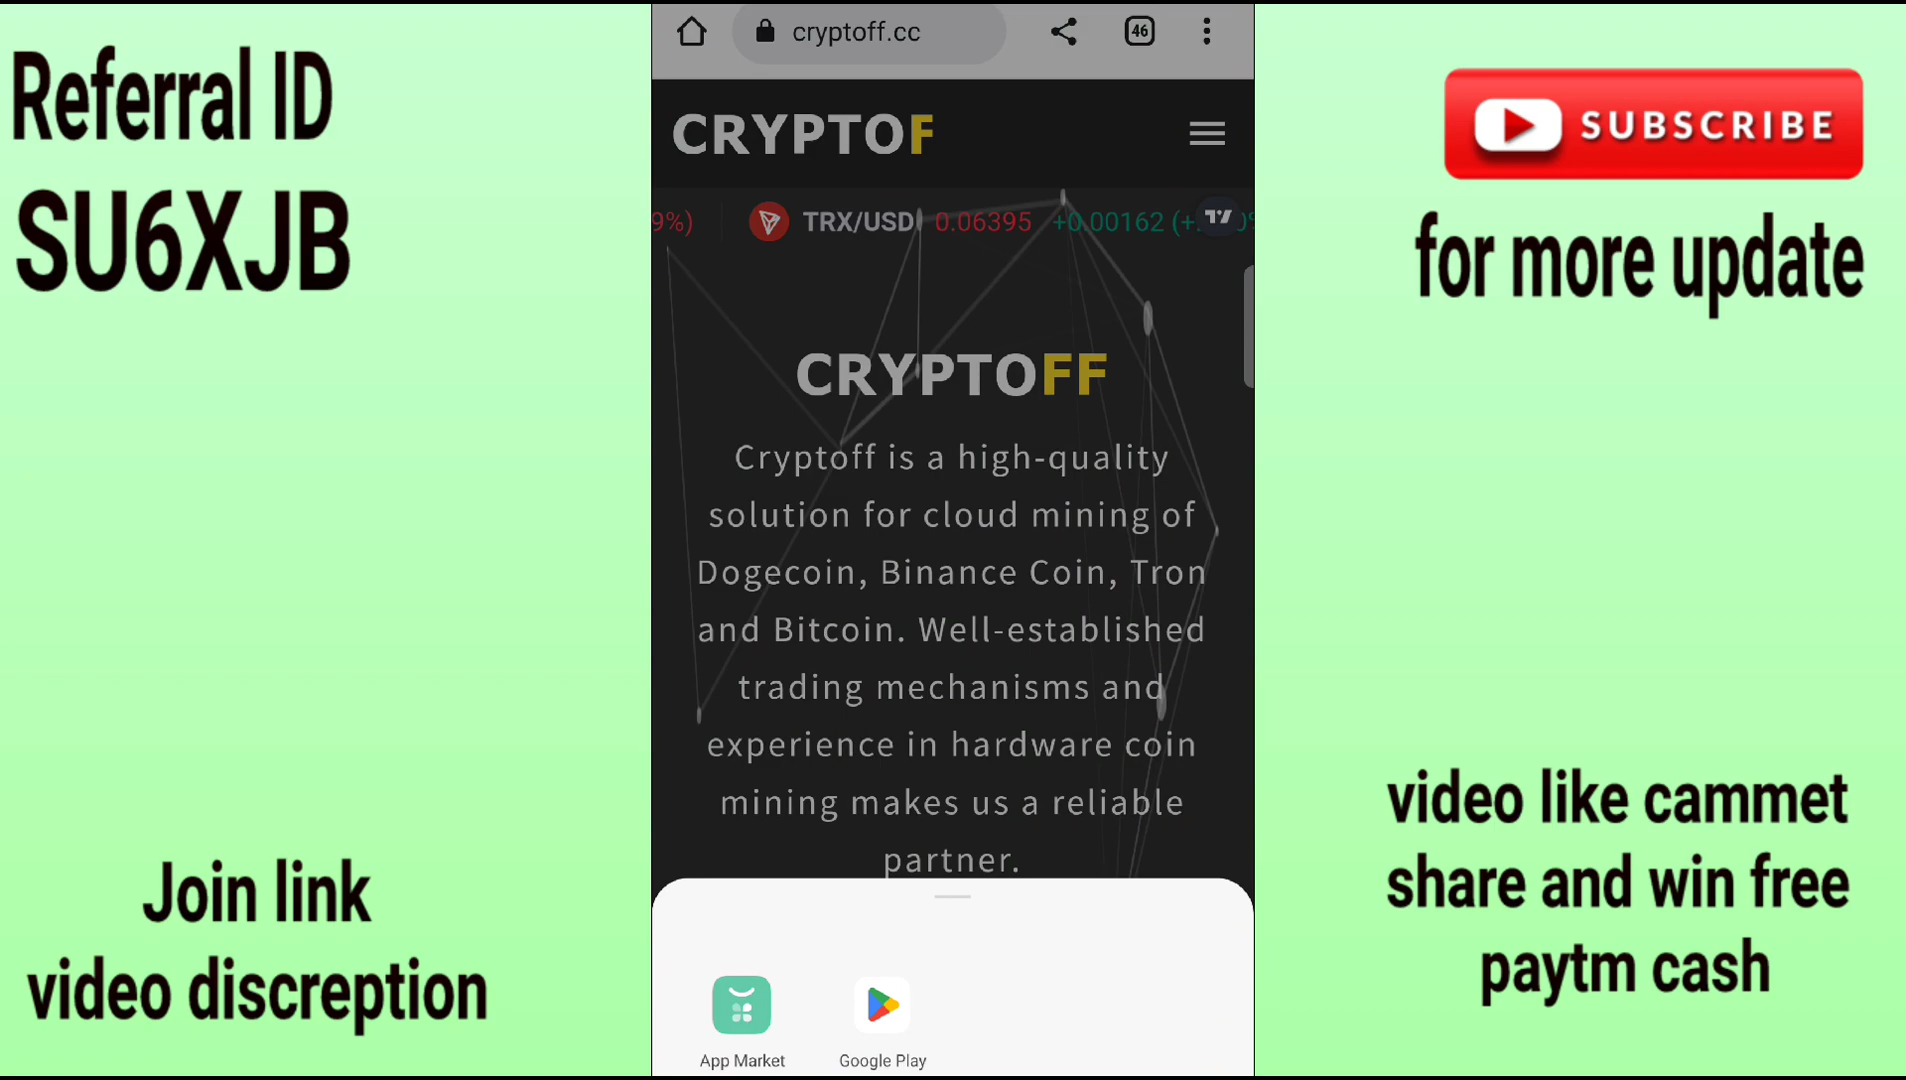 Referral ID
SU6XJB
Join link
video discreption
cryptoff.cc
46
CRYPTOF
9%)
TRX/USD 0.06395 +0.00162 (+
CRYPTOFF
Cryptoff is a high-quality
solution for cloud mining of
Dogecoin, Binance Coin, Tron
and Bitcoin. Well-established
trading mechanisms and
experience in hardware coin
mining makes us a reliable
partner.
App Market
Google Play
SUBSCRIBE
for more update
video like cammet
share and win free
paytm cash